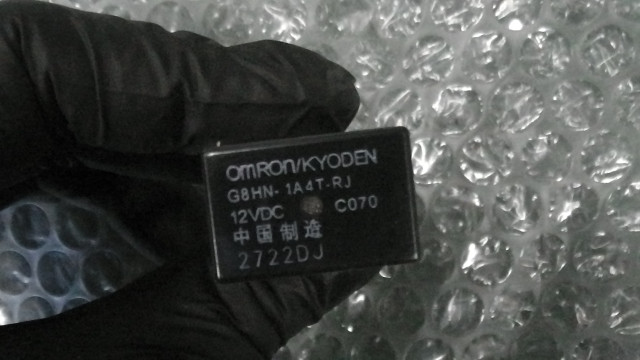 OMRON/KYODEN
G8HN-1A4T-RJ
12VDC C070
中国制造
2722DJ